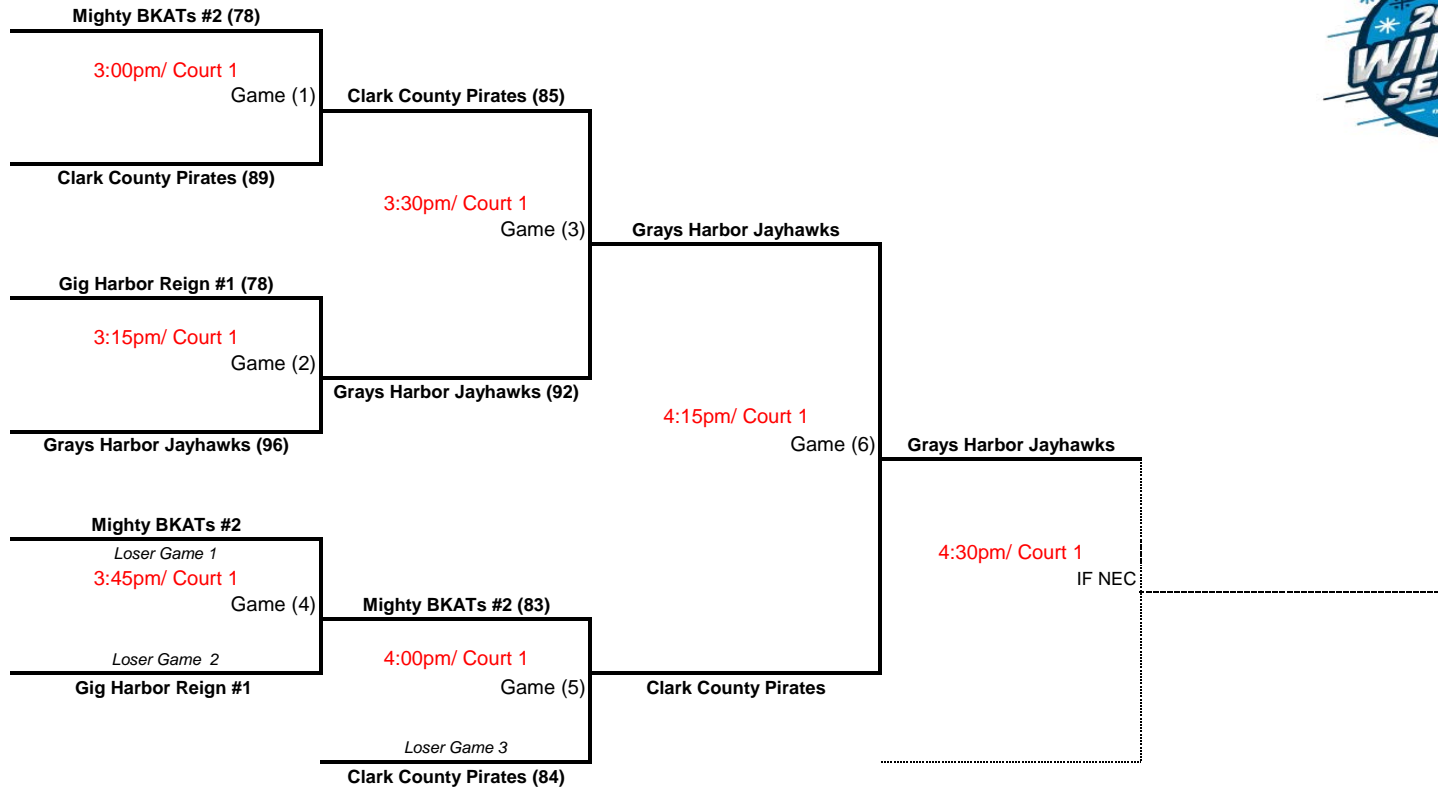 Mighty BKATs #2 (78)
3:00pm/ Court 1
Game (1)
Clark County Pirates (85)
Clark County Pirates (89)
3:30pm/ Court 1
Game (3)
Grays Harbor Jayhawks
Gig Harbor Reign #1 (78)
3:15pm/ Court 1
Game (2)
Grays Harbor Jayhawks (92)
4:15pm/ Court 1
Grays Harbor Jayhawks (96)
Game (6)
Grays Harbor Jayhawks
Mighty BKATs #2
Loser Game 1
3:45pm/ Court 1
4:30pm/ Court 1
IF NEC
Game (4)
Mighty BKATs #2 (83)
Loser Game 2
4:00pm/ Court 1
Gig Harbor Reign #1
Game (5)
Clark County Pirates
Loser Game 3
Clark County Pirates (84)